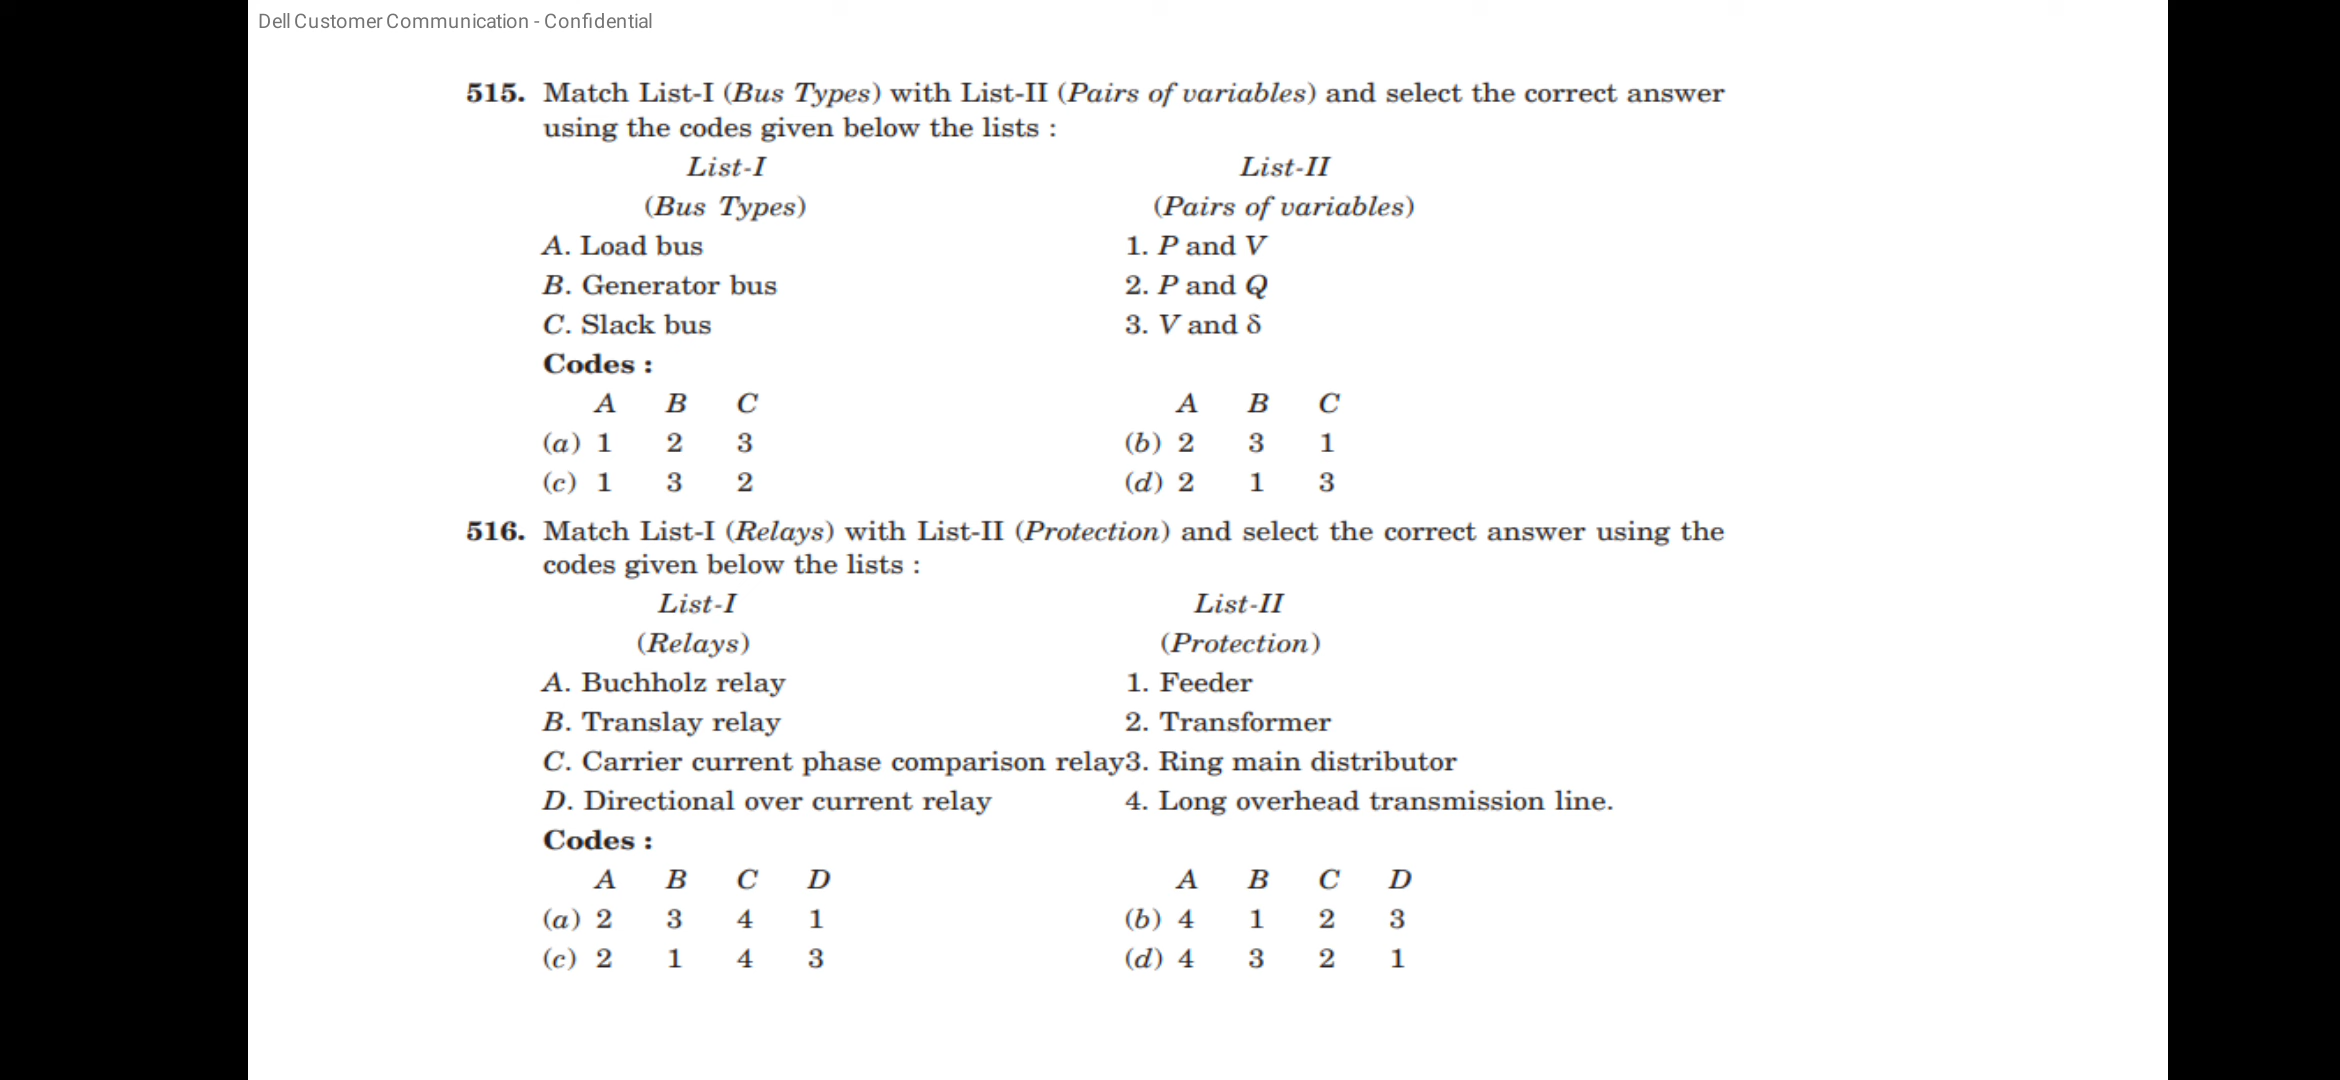 Dell Customer Communication - Confidential
515. Match List-I (Bus Types) with List-II (Pairs of variables) and select the correct answer
using the codes given below the lists :
List-I List-II
(Bus Types) (Pairs of variables)
A. Load bus 1. P and V
B. Generator bus 2. P and Q
C. Slack bus 3. V and δ
Codes :
A B C A B C
(a) 1 2 3 (b) 2 3 1
(c) 1 3 2 (d) 2 1 3
516. Match List-I (Relays) with List-II (Protection) and select the correct answer using the
codes given below the lists :
List-I List-II
(Relays) (Protection)
A. Buchholz relay 1. Feeder
B. Translay relay 2. Transformer
C. Carrier current phase comparison relay3. Ring main distributor
D. Directional over current relay 4. Long overhead transmission line.
Codes :
A B C D A B C D
(a) 2 3 4 1 (b) 4 1 2 3
(c) 2 1 4 3 (d) 4 3 2 1